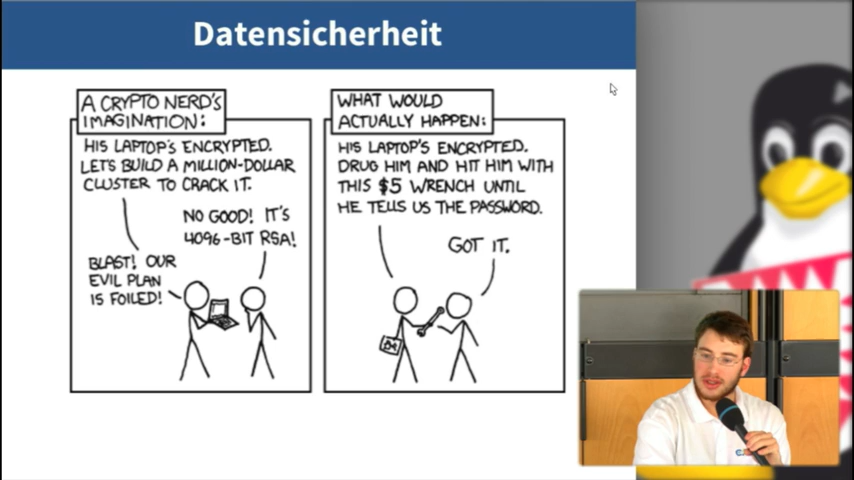 Datensicherheit
A CRYPTO NERD'S
IMAGINATION:
HIS LAPTOP'S ENCRYPTED.
LET'S BUILD A MILLION-DOLLAR
CLUSTER TO CRACK IT.
NO GOOD! IT'S
4096-BIT RSA!
BLAST! OUR
EVIL PLAN
IS FOILED!
WHAT WOULD
ACTUALLY HAPPEN:
HIS LAPTOP'S ENCRYPTED.
DRUG HIM AND HIT HIM WITH
THIS $5 WRENCH UNTIL
HE TELLS US THE PASSWORD.
GOT IT.